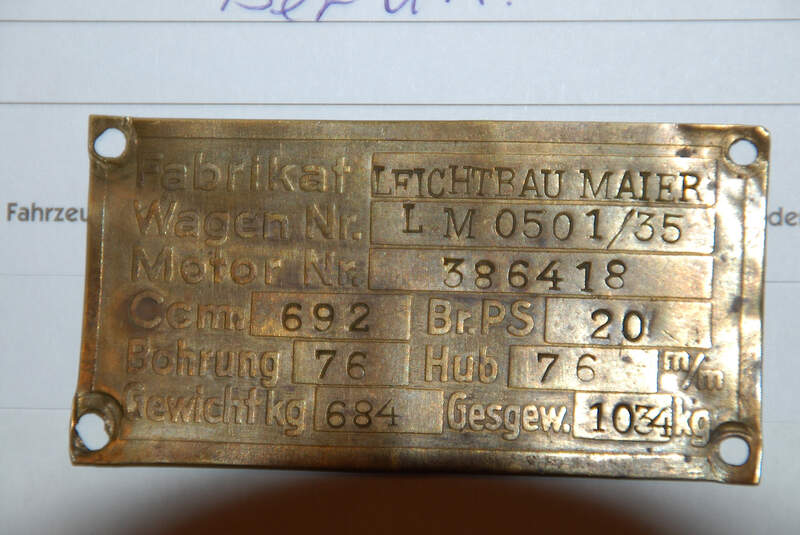 Fahrzeu
Fabrikat LEICHTBAU MAIER
Wagen Nr. LM 0501/35
Motor Nr. 386418
Ccm. 692 Br. PS 20
Bohrung 76 Hub 76 m/m
Gewicht kg 684 Gesgew. 1034 kg